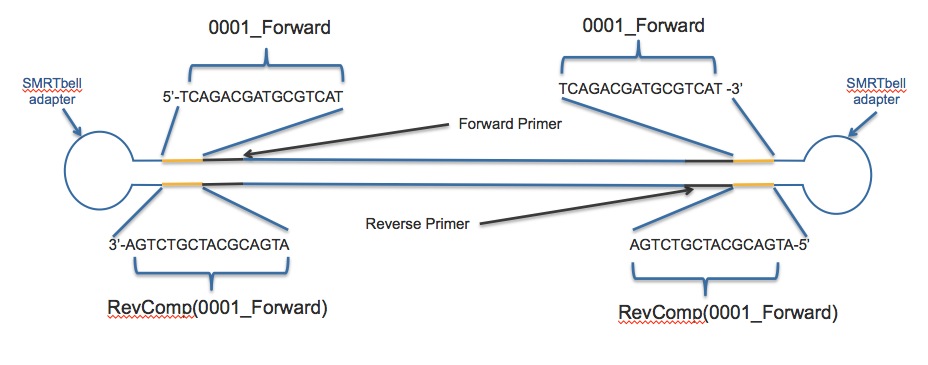 0001_Forward
0001_Forward
SMRTbell
adapter
SMRTbell
adapter
5'-TCAGACGATGCGTCAT
TCAGACGATGCGTCAT -3'
Forward Primer
Reverse Primer
3'-AGTCTGCTACGCAGTA
AGTCTGCTACGCAGTA-5'
RevComp(0001_Forward)
RevComp(0001_Forward)